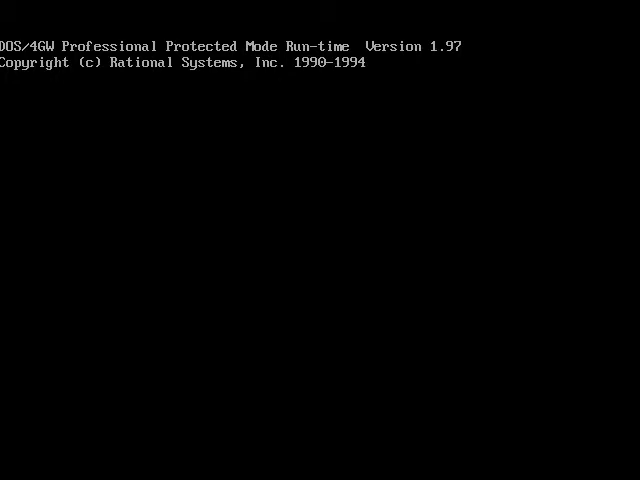 DOS/4GW Professional Protected Mode Run-time  Version 1.97
Copyright (c) Rational Systems, Inc. 1990-1994